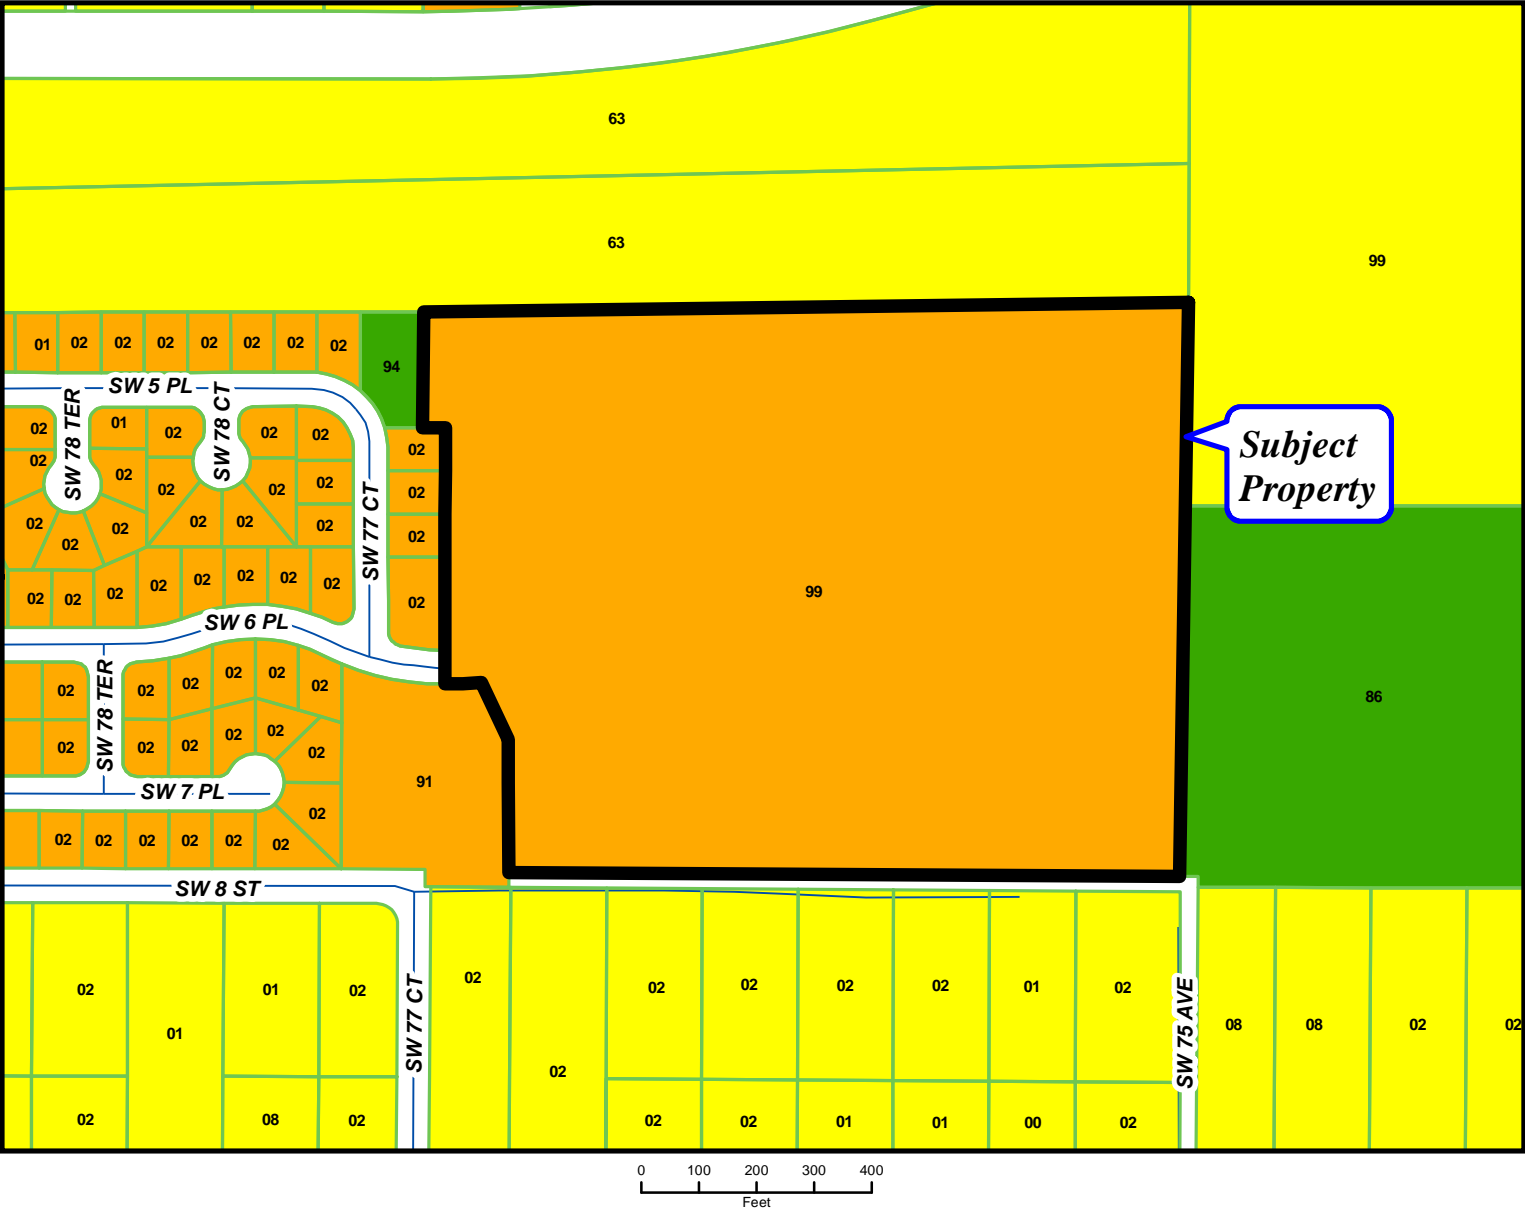 63
63
99
01 02 02 02 02 02 02 02
94
SW 5 PL
SW 78 TER
SW 78 CT
02 01 02 02 02
02 02 02 02 02
02 02 02 02 02 02
02
02
02
02
02
SW 77 CT
Subject
Property
02 02 02 02 02 02 02 02
99
SW 6 PL
86
SW 78 TER
02 02 02 02 02 02
02 02 02 02 02 02
91
SW 7 PL
02
02 02 02 02 02 02
SW 8 ST
02 01 01 02
02 08 02
SW 77 CT
02 02
02 02 02 02 01 02
02 02 01 01 00 02
SW 75 AVE
08 08 02 02
0 100 200 300 400
Feet